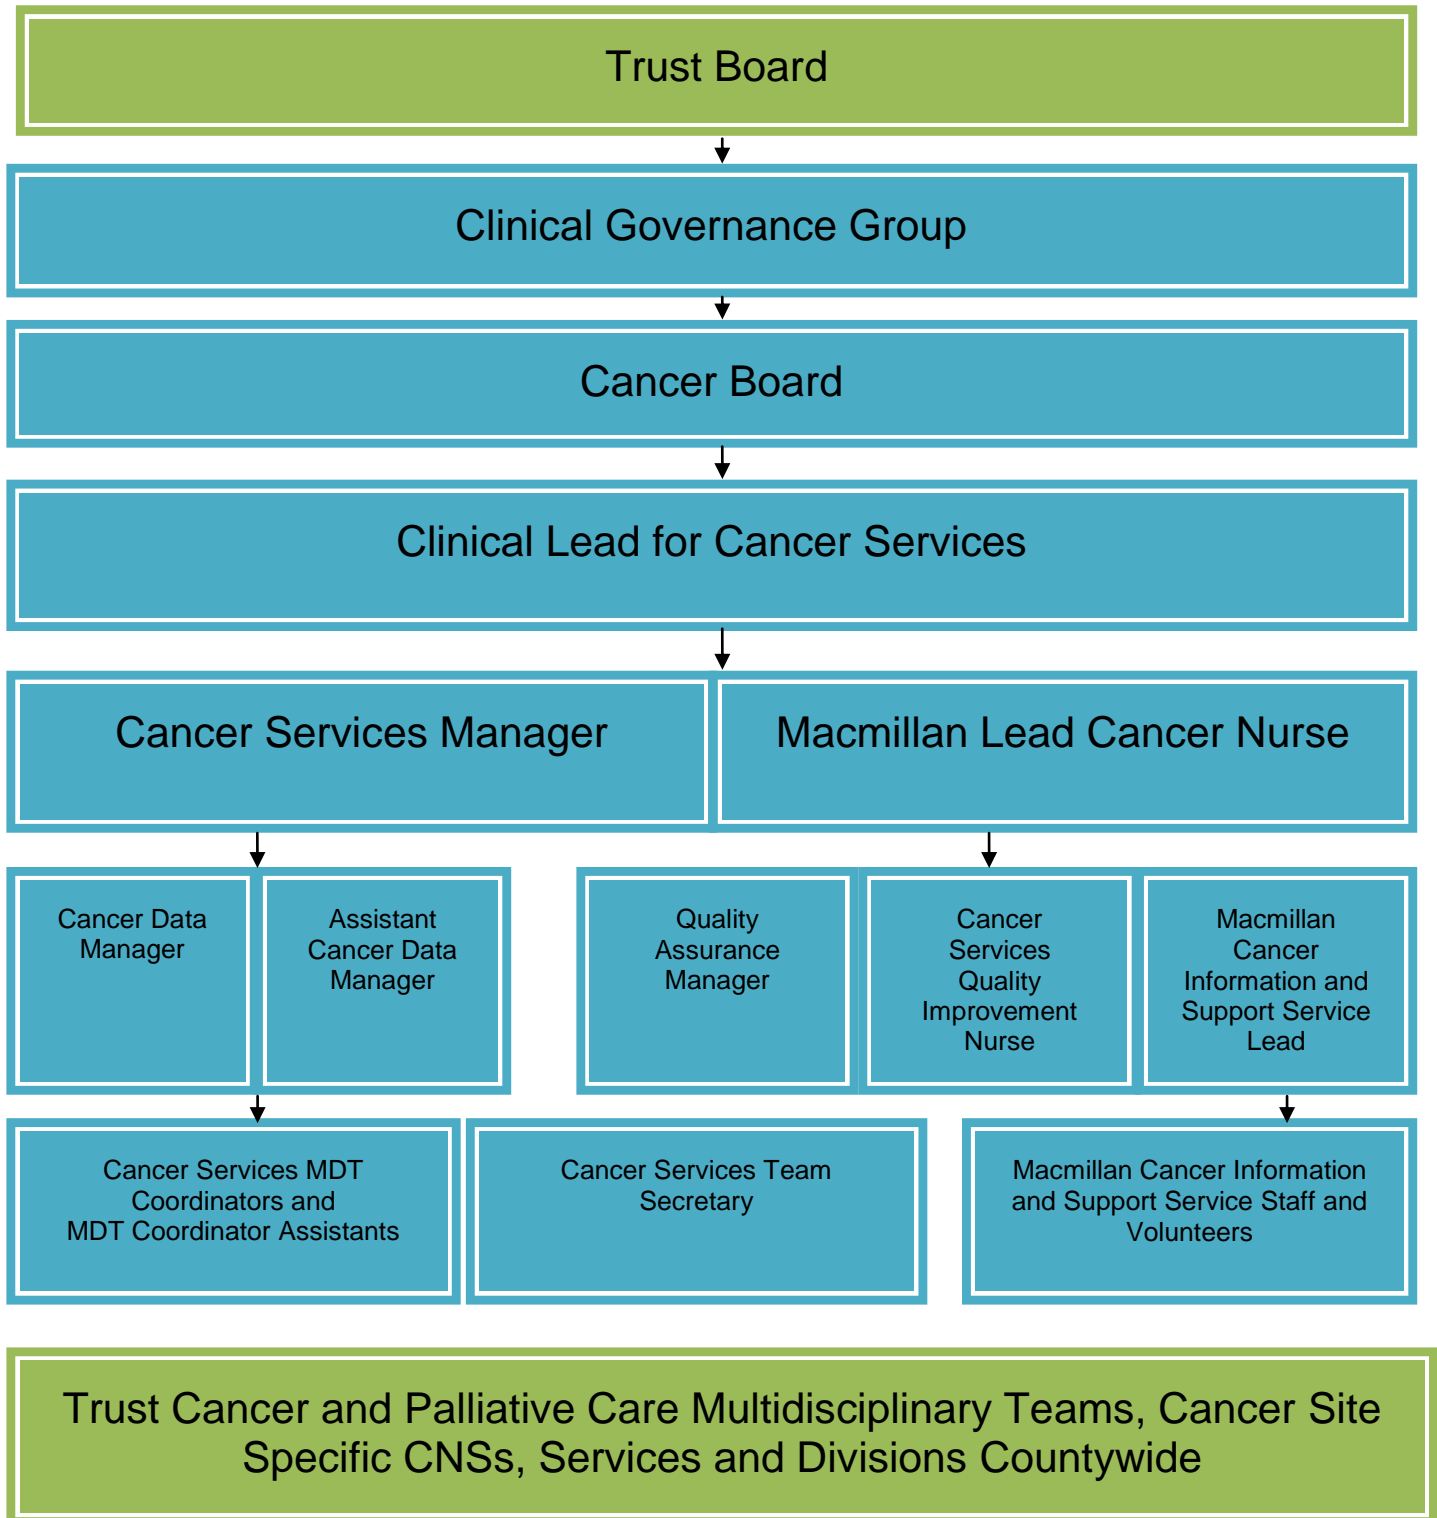 Trust Board
Clinical Governance Group
Cancer Board
Clinical Lead for Cancer Services
Cancer Services Manager
Macmillan Lead Cancer Nurse
Cancer Data
Manager
Assistant
Cancer Data
Manager
Quality
Assurance
Manager
Cancer
Services
Quality
Improvement
Nurse
Macmillan
Cancer
Information and
Support Service
Lead
Cancer Services MDT
Coordinators and
MDT Coordinator Assistants
Cancer Services Team
Secretary
Macmillan Cancer Information
and Support Service Staff and
Volunteers
Trust Cancer and Palliative Care Multidisciplinary Teams, Cancer Site
Specific CNSs, Services and Divisions Countywide